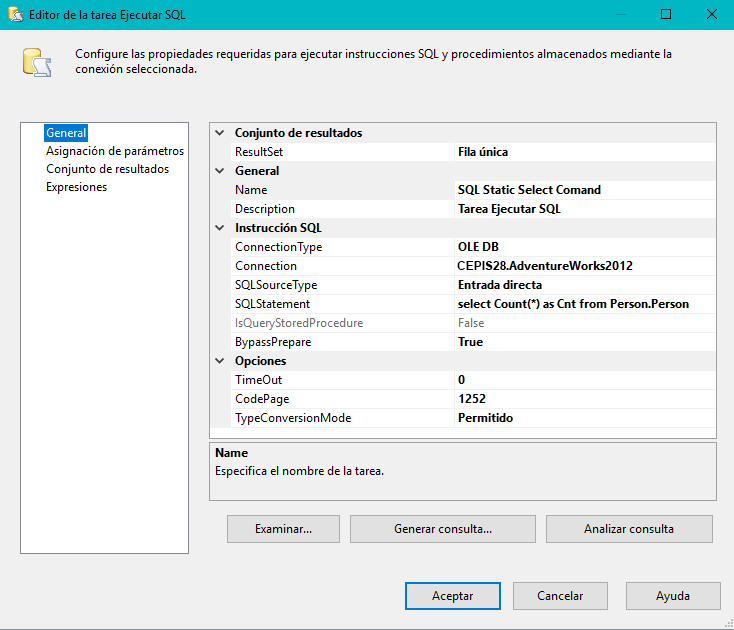 Editor de la tarea Ejecutar SQL
Configure las propiedades requeridas para ejecutar instrucciones SQL y procedimientos almacenados mediante la
conexión seleccionada.
General
Asignación de parámetros
Conjunto de resultados
Expresiones
Conjunto de resultados
ResultSet Fila única
General
Name SQL Static Select Comand
Description Tarea Ejecutar SQL
Instrucción SQL
ConnectionType OLE DB
Connection CEPIS28.AdventureWorks2012
SQLSourceType Entrada directa
SQLStatement select Count(*) as Cnt from Person.Person
IsQueryStoredProcedure False
BypassPrepare True
Opciones
TimeOut 0
CodePage 1252
TypeConversionMode Permitido
Name
Especifica el nombre de la tarea.
Examinar... Generar consulta... Analizar consulta
Aceptar Cancelar Ayuda